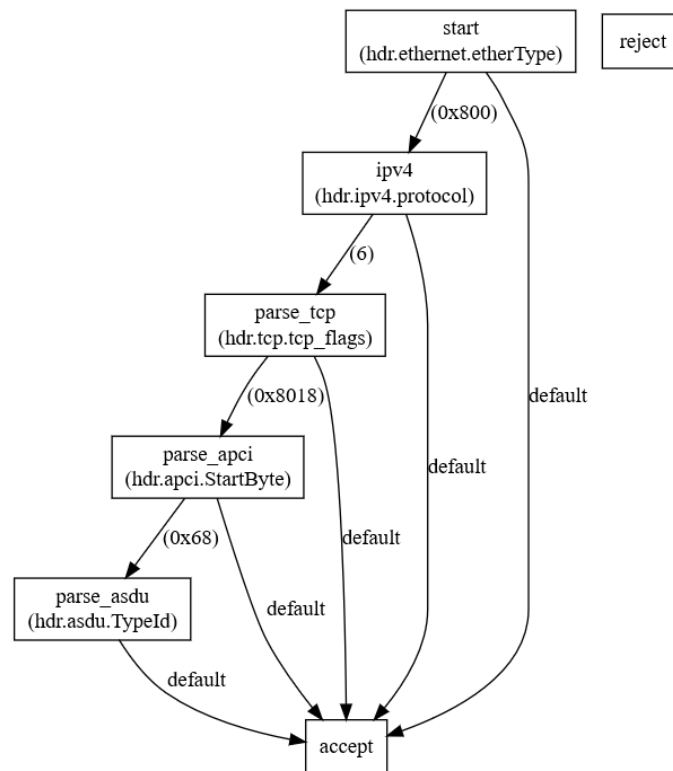 start
(hdr.ethernet.etherType)
reject
(0x800)
ipv4
(hdr.ipv4.protocol)
(6)
parse_tcp
(hdr.tcp.tcp_flags)
default
(0x8018)
parse_apci
(hdr.apci.StartByte)
default
(0x68)
default
parse_asdu
(hdr.asdu.TypeId)
default
default
accept